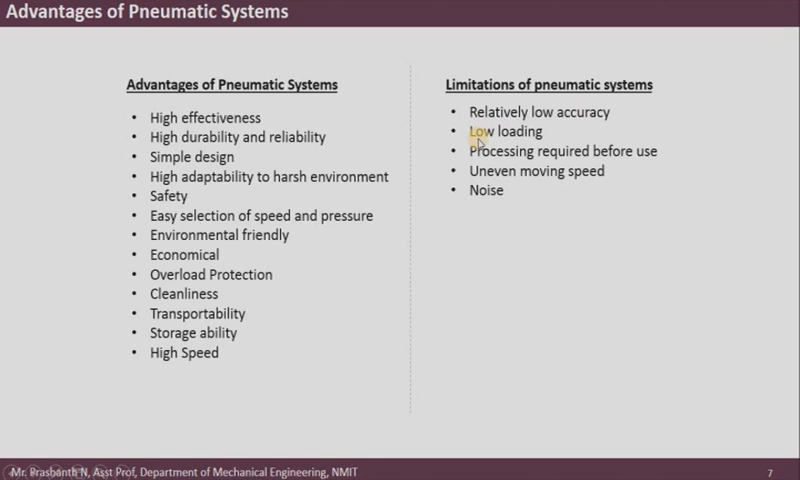 Advantages of Pneumatic Systems
Advantages of Pneumatic Systems
High effectiveness
High durability and reliability
Simple design
High adaptability to harsh environment
Safety
Easy selection of speed and pressure
Environmental friendly
Economical
Overload Protection
Cleanliness
Transportability
Storage ability
High Speed
Limitations of pneumatic systems
Relatively low accuracy
Low loading
Processing required before use
Uneven moving speed
Noise
Mr. Prashanth N, Asst Prof, Department of Mechanical Engineering, NMIT
7